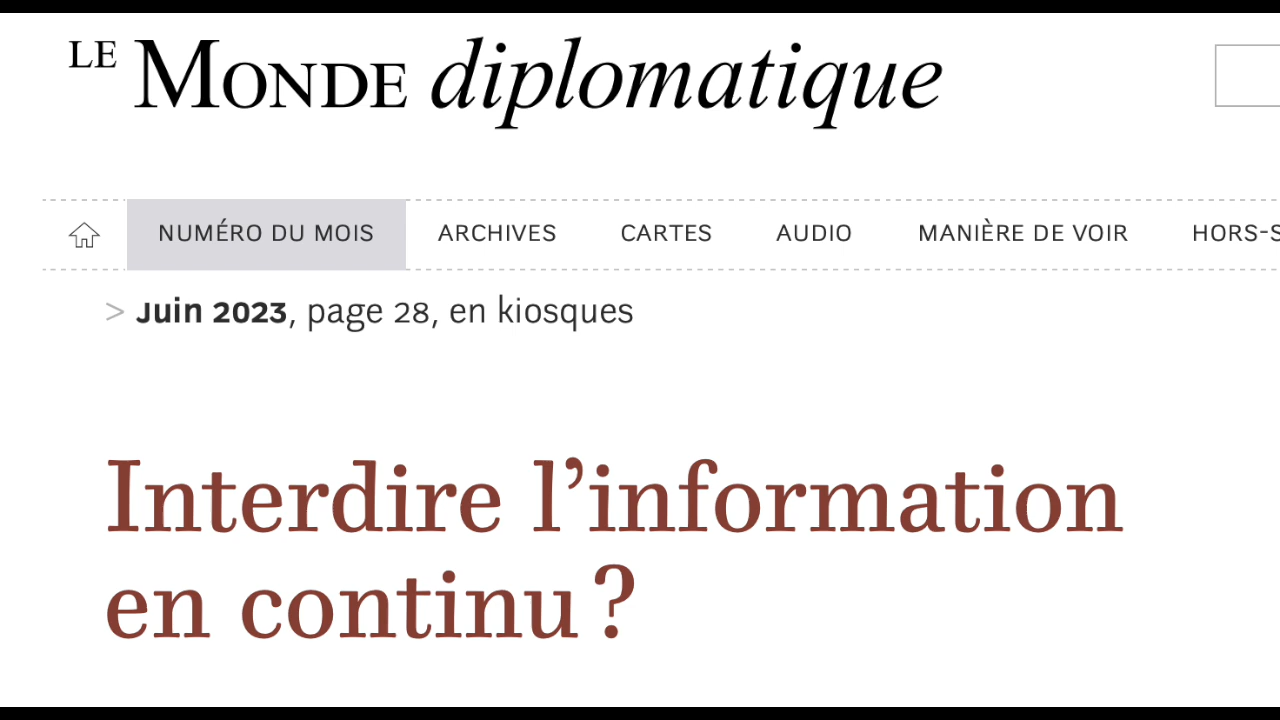 LE MONDE diplomatique
NUMÉRO DU MOIS ARCHIVES CARTES AUDIO MANIÈRE DE VOIR HORS-S
> Juin 2023, page 28, en kiosques
Interdire l’information
en continu ?